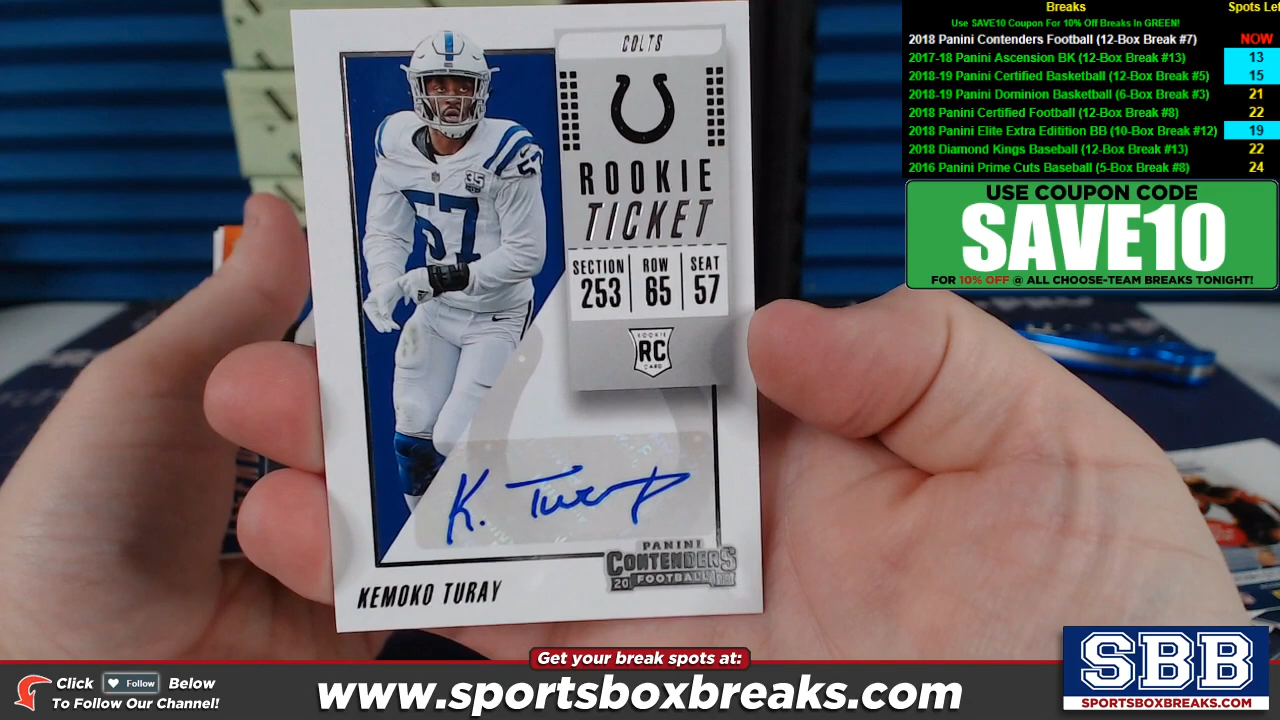 Breaks Spots Lef
Use SAVE10 Coupon For 10% Off Breaks In GREEN!
2018 Panini Contenders Football (12-Box Break #7) NOW
2017-18 Panini Ascension BK (12-Box Break #13) 13
2018-19 Panini Certified Basketball (12-Box Break #5) 15
2018-19 Panini Dominion Basketball (6-Box Break #3) 21
2018 Panini Certified Football (12-Box Break #8) 22
2018 Panini Elite Extra Edittion BB (10-Box Break #12) 19
2018 Diamond Kings Baseball (12-Box Break #13) 22
2016 Panini Prime Cuts Baseball (5-Box Break #8) 24
USE COUPON CODE
SAVE10
FOR 10% OFF @ ALL CHOOSE-TEAM BREAKS TONIGHT!
COLTS
ROOKIE
TICKET
SECTION ROW SEAT
253 65 57
ROOKIE
RC
CARD
35
57
57
K. Turay
PANINI
CONTENDERS
20 FOOTBALL 18
KEMOKO TURAY
Get your break spots at:
Click Follow Below
To Follow Our Channel!
www.sportsboxbreaks.com
SBB
SPORTSBOXBREAKS.COM